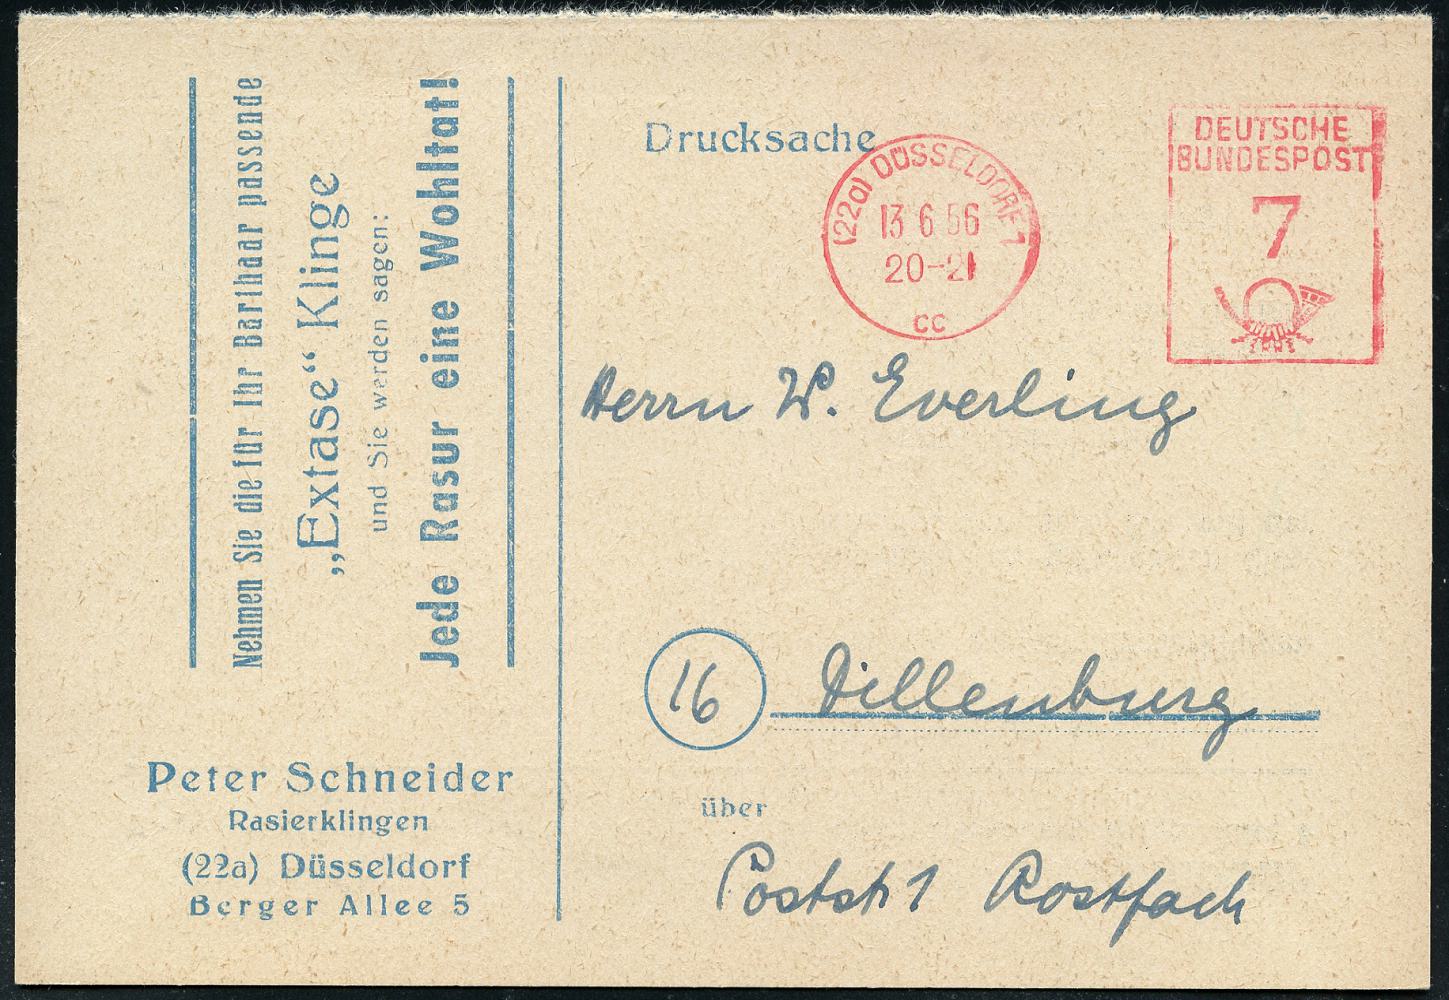 Nehmen Sie die für Ihr Barthaar passende
„Extase“ Klinge
und Sie werden sagen:
Jede Rasur eine Wohltat!
Peter Schneider
Rasierklingen
(22a) Düsseldorf
Berger Allee 5
Drucksache
(22a) DÜSSELDORF 1
13 6 56
20-21
cc
DEUTSCHE
BUNDESPOST
7
Herrn W. Everling
16 Dillenburg
über
Postst 1 Postfach